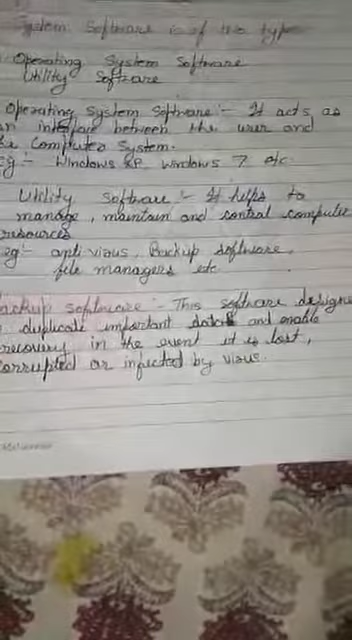 System Software is of two types
Operating System Software
Utility Software
Operating System Software :- It acts as
an interface between the user and
the Computer System.
eg :- Windows XP, Windows 7 etc.
Utility Software :- It helps to
manage, maintain and control computer
resources
eg :- anti virus, Backup software,
file managers etc
Backup software :- This software designe
duplicate important data and enable
recovery in the event it is lost,
corrupted or infected by virus.